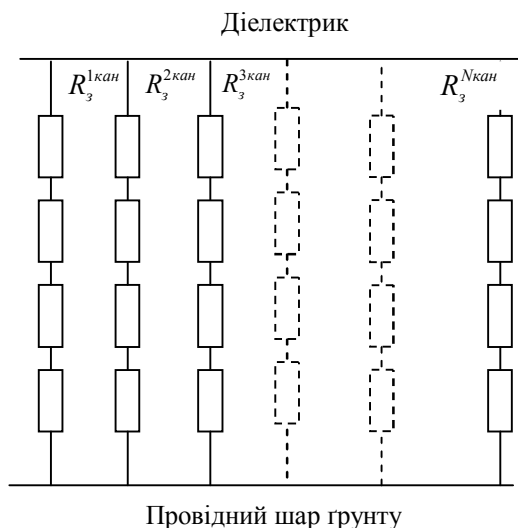 Діелектрик
R_з^{1кан} R_з^{2кан} R_з^{3кан} R_з^{Nкан}
Провідний шар ґрунту